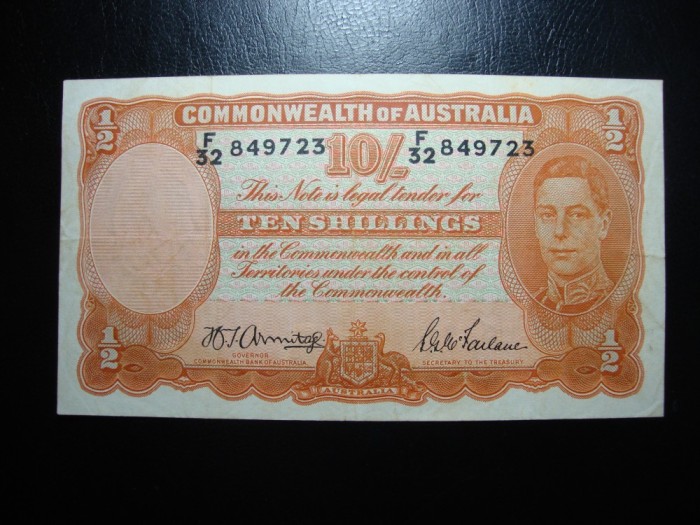 COMMONWEALTH OF AUSTRALIA
1/2 1/2
F/32 849723 10/- F/32 849723
This Note is legal tender for
TEN SHILLINGS
in the Commonwealth and in all
Territories under the control of
the Commonwealth.
1/2 1/2
H.T. Armitage S.G. McFarlane
GOVERNOR SECRETARY TO THE TREASURY
COMMONWEALTH BANK OF AUSTRALIA.
AUSTRALIA